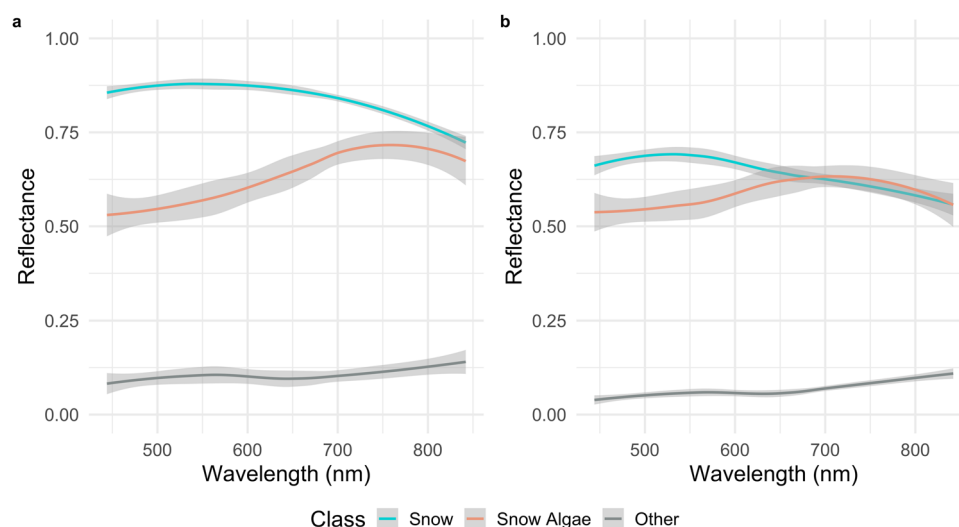 a
b
1.00
0.75
0.50
0.25
0.00
Reflectance
500 600 700 800
Wavelength (nm)
1.00
0.75
0.50
0.25
0.00
Reflectance
500 600 700 800
Wavelength (nm)
Class Snow Snow Algae Other